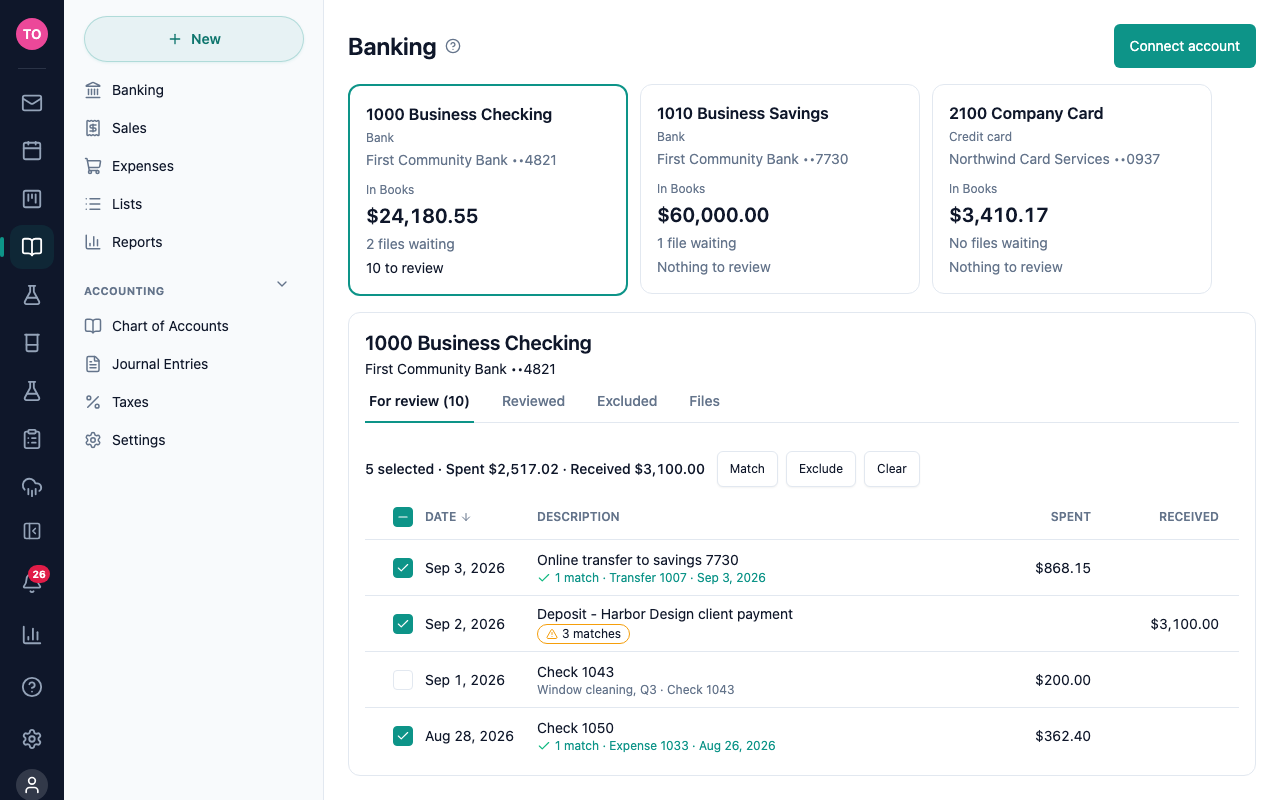 TO
26
+ New
Banking
Sales
Expenses
Lists
Reports
ACCOUNTING
Chart of Accounts
Journal Entries
Taxes
Settings
Banking
Connect account
1000 Business Checking
Bank
First Community Bank ••4821
In Books
$24,180.55
2 files waiting
10 to review
1010 Business Savings
Bank
First Community Bank ••7730
In Books
$60,000.00
1 file waiting
Nothing to review
2100 Company Card
Credit card
Northwind Card Services ••0937
In Books
$3,410.17
No files waiting
Nothing to review
1000 Business Checking
First Community Bank ••4821
For review (10) Reviewed Excluded Files
5 selected · Spent $2,517.02 · Received $3,100.00 Match Exclude Clear
DATE ↓ DESCRIPTION SPENT RECEIVED
Sep 3, 2026 Online transfer to savings 7730 $868.15
1 match · Transfer 1007 · Sep 3, 2026
Sep 2, 2026 Deposit - Harbor Design client payment $3,100.00
3 matches
Sep 1, 2026 Check 1043 $200.00
Window cleaning, Q3 · Check 1043
Aug 28, 2026 Check 1050 $362.40
1 match · Expense 1033 · Aug 26, 2026